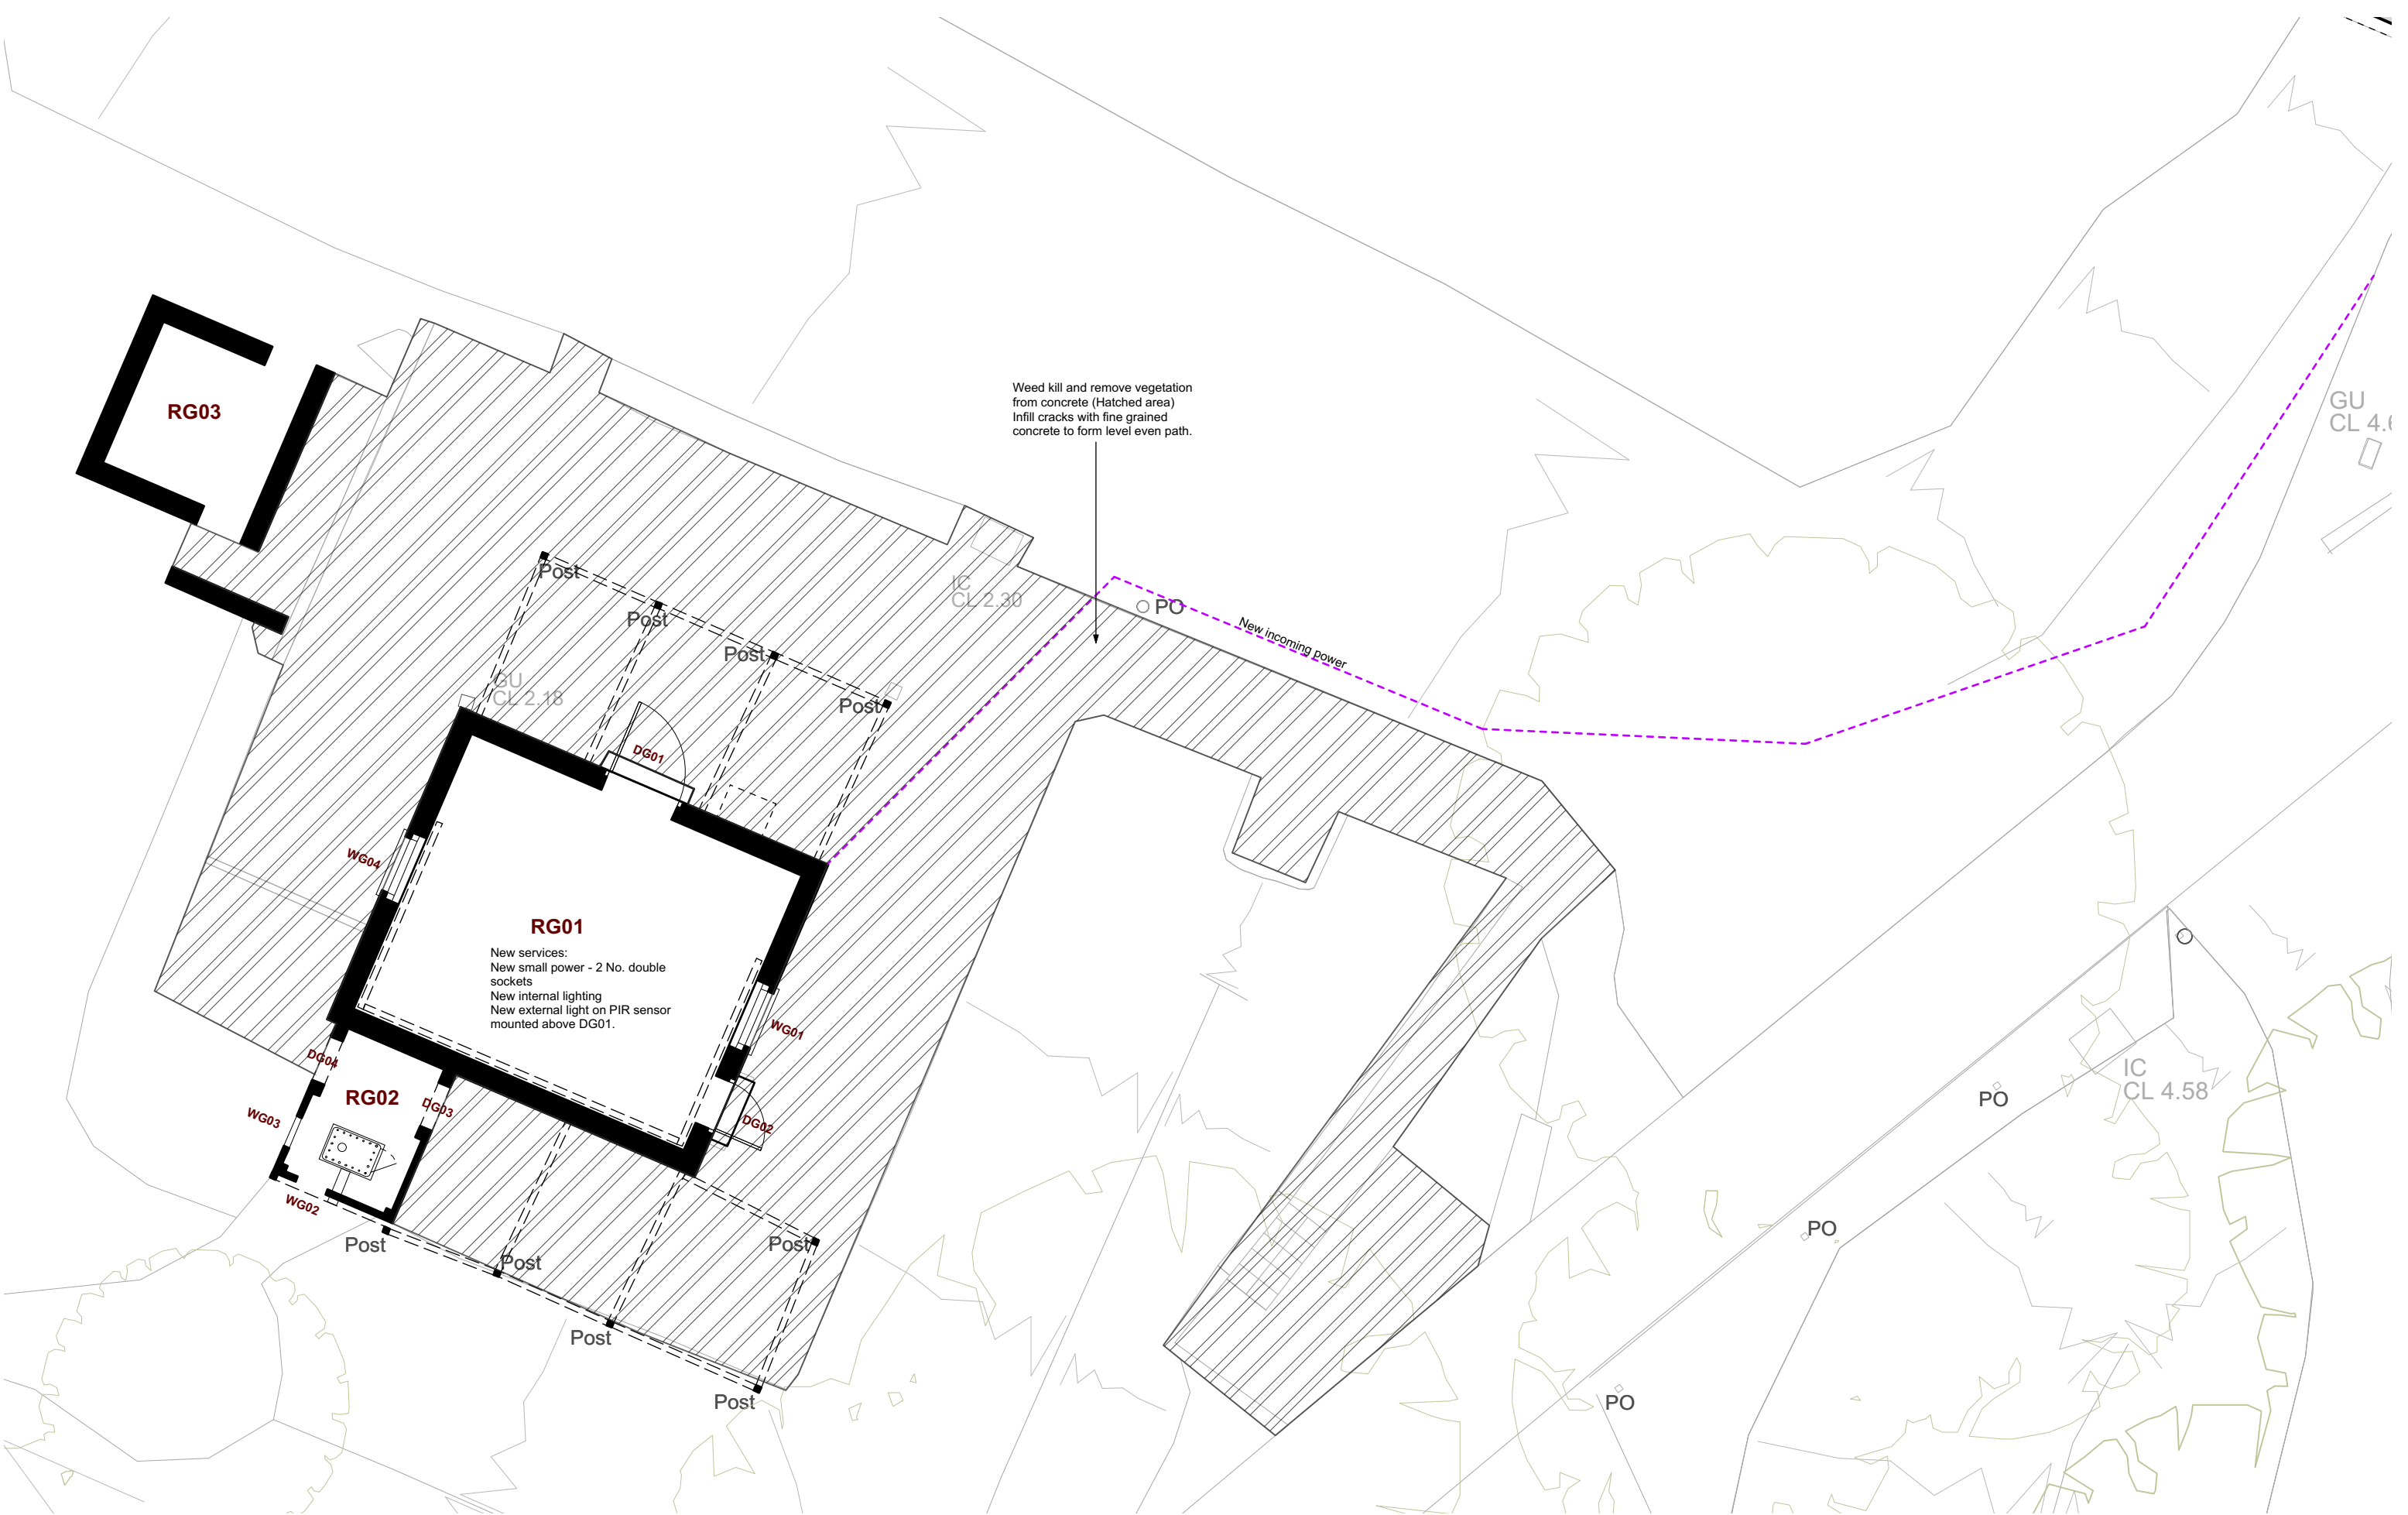 RG03
Weed kill and remove vegetation
from concrete (Hatched area)
Infill cracks with fine grained
concrete to form level even path.
GU
Post
IC
CL 2.30
PO
Post
New incoming power
Post
GU
CL 2.18
Post
DG01
WG04
RG01
New services:
New small power - 2 No. double
sockets
New internal lighting
New external light on PIR sensor
mounted above DG01.
WG01
DG04
RG02
DG03
WG03
DG02
IC
CL 4.58
PO
WG02
PO
Post
Post
Post
Post
Post
PO